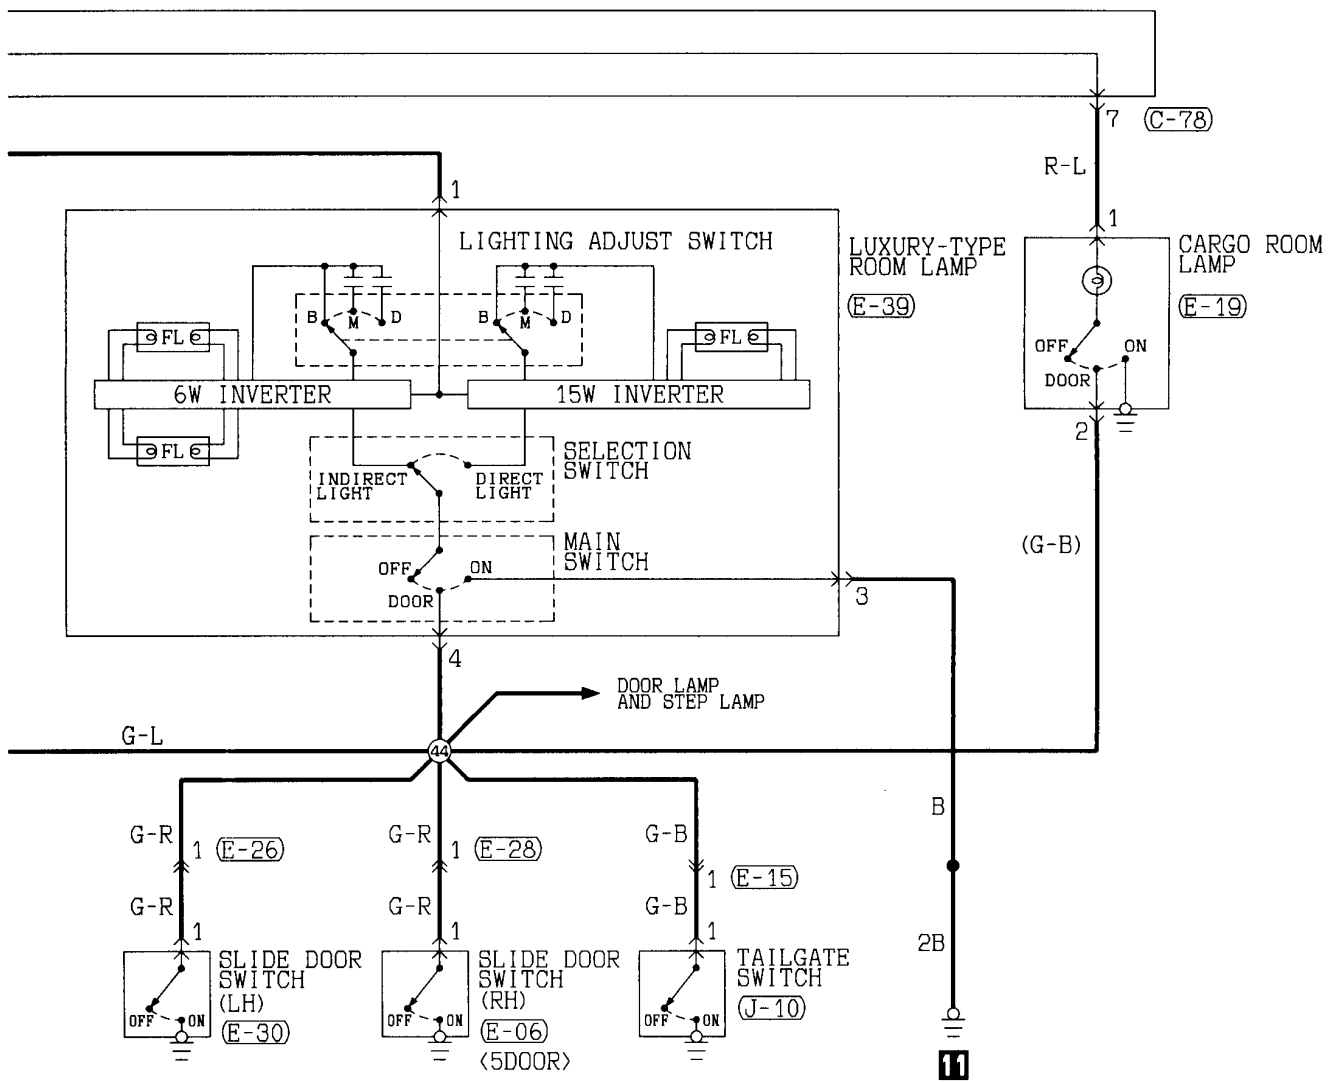 7 (C-78)
R-L
1
1
LIGHTING ADJUST SWITCH
LUXURY-TYPE
ROOM LAMP
(E-39)
CARGO ROOM
LAMP
(E-19)
B M D
B M D
FL
FL
OFF ON
DOOR
6W INVERTER
15W INVERTER
2
FL
SELECTION
SWITCH
INDIRECT
LIGHT
DIRECT
LIGHT
MAIN
SWITCH
(G-B)
OFF ON
DOOR
3
4
DOOR LAMP
AND STEP LAMP
G-L
44
B
G-R 1 (E-26)
G-R 1 (E-28)
G-B
1 (E-15)
G-R
G-R
G-B
1
1
1
2B
SLIDE DOOR
SWITCH
(LH)
(E-30)
OFF ON
SLIDE DOOR
SWITCH
(RH)
(E-06)
<5DOOR>
OFF ON
TAILGATE
SWITCH
(J-10)
OFF ON
11